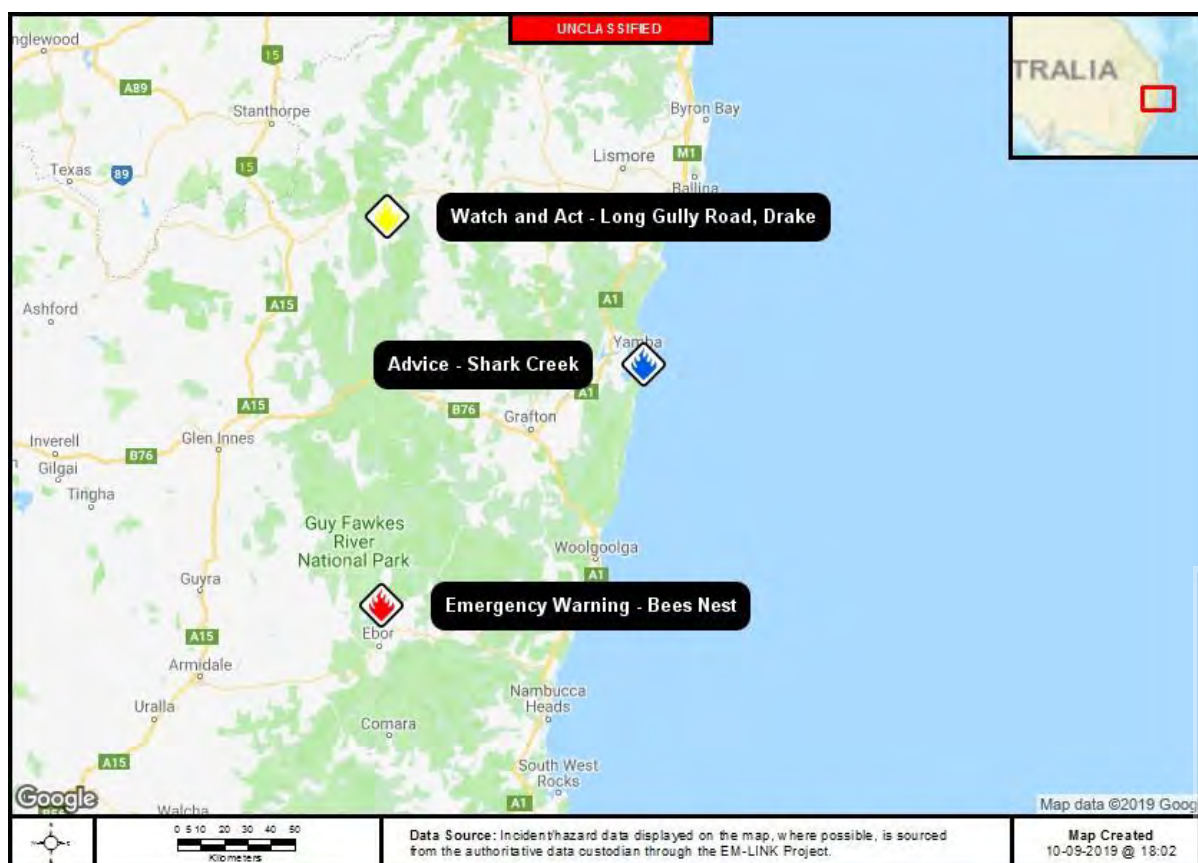 UNCLASSIFIED
nglewood
15
TRALIA
A89
Stanthorpe
Byron Bay
Lismore
M1
Texas
89
15
Ballina
Watch and Act - Long Gully Road, Drake
Ashford
A15
A1
Yamba
Advice - Shark Creek
A1
A15
B76
Grafton
Inverell
Glen Innes
B76
Gilgai
Tingha
Guy Fawkes
River
National Park
Woolgoolga
A1
Guyra
Emergency Warning - Bees Nest
A15
Ebor
Armidale
Uralla
Nambucca
Heads
Comara
A15
South West
Rocks
Google
Walcha
A1
Map data ©2019 Goog
0 5 10 20 30 40 50
Kilometers
Data Source: Incident/hazard data displayed on the map, where possible, is sourced
from the authoritative data custodian through the EM-LINK Project.
Map Created
10-09-2019 @ 18:02